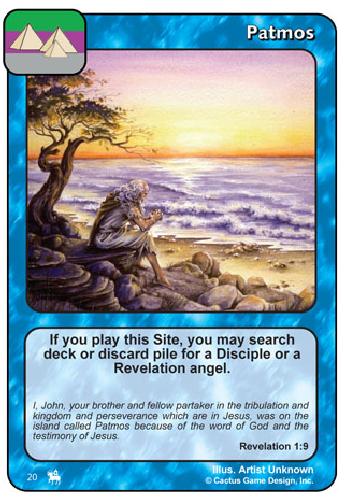 Patmos
If you play this Site, you may search
deck or discard pile for a Disciple or a
Revelation angel.
I, John, your brother and fellow partaker in the tribulation and
kingdom and perseverance which are in Jesus, was on the
island called Patmos because of the word of God and the
testimony of Jesus.
Revelation 1:9
Illus. Artist Unknown
20 © Cactus Game Design, Inc.